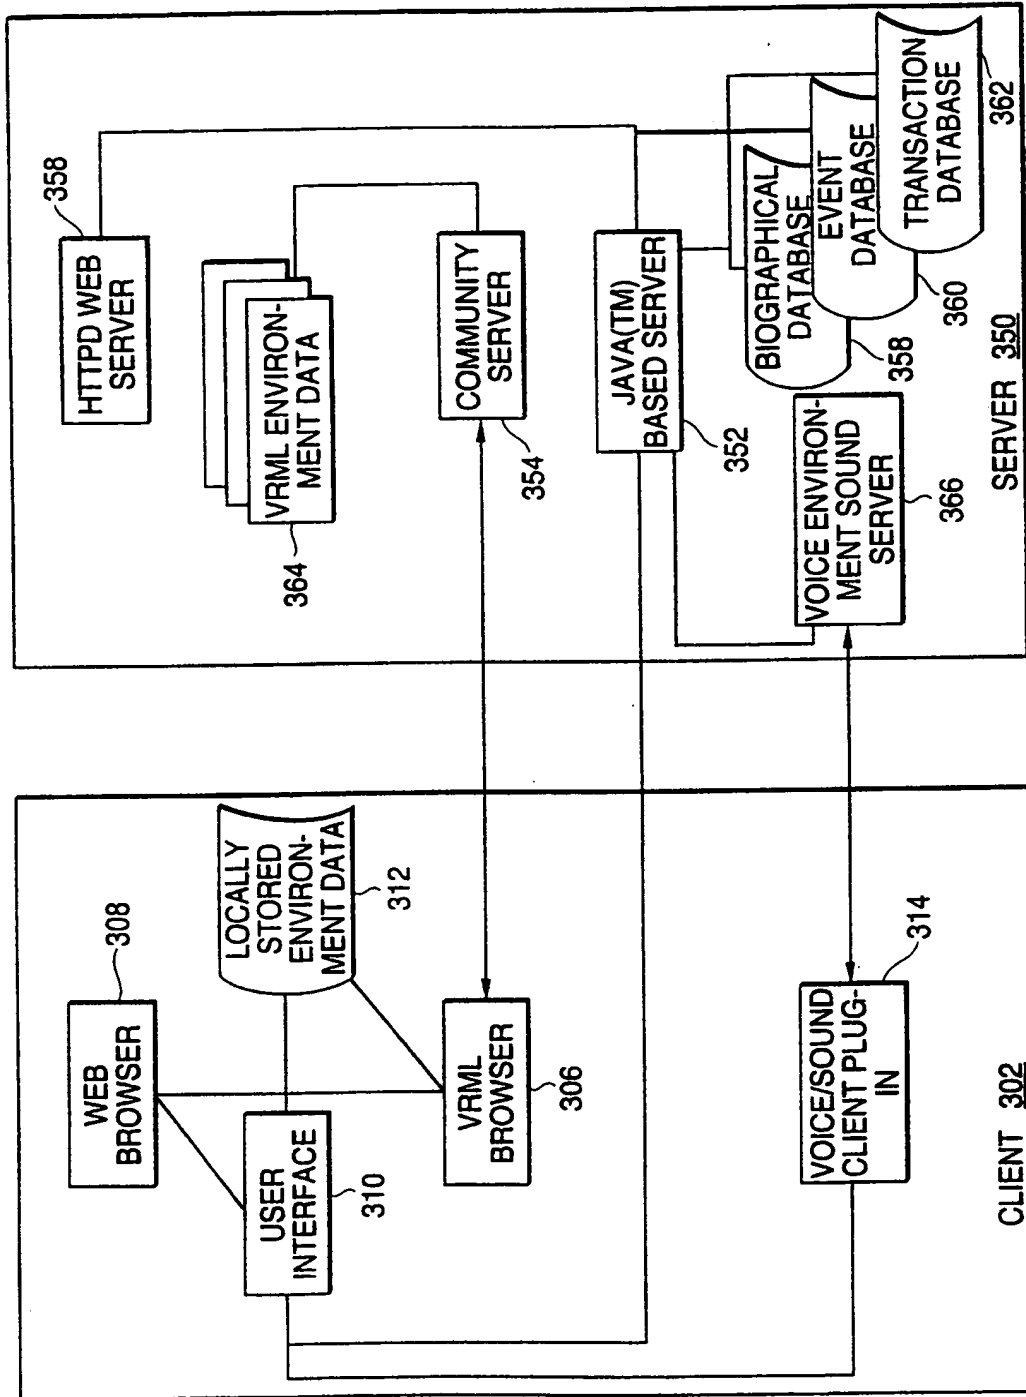 WEB
BROWSER
308
USER
INTERFACE
310
LOCALLY
STORED
ENVIRON-
MENT DATA
312
VRML
BROWSER
306
VOICE/SOUND
CLIENT PLUG-
IN
314
CLIENT 302
HTTPD WEB
SERVER
358
VRML ENVIRON-
MENT DATA
364
COMMUNITY
SERVER
354
JAVA(TM)
BASED SERVER
352
BIOGRAPHICAL
DATABASE
358
EVENT
DATABASE
360
TRANSACTION
DATABASE
362
VOICE ENVIRON-
MENT SOUND
SERVER
366
SERVER 350